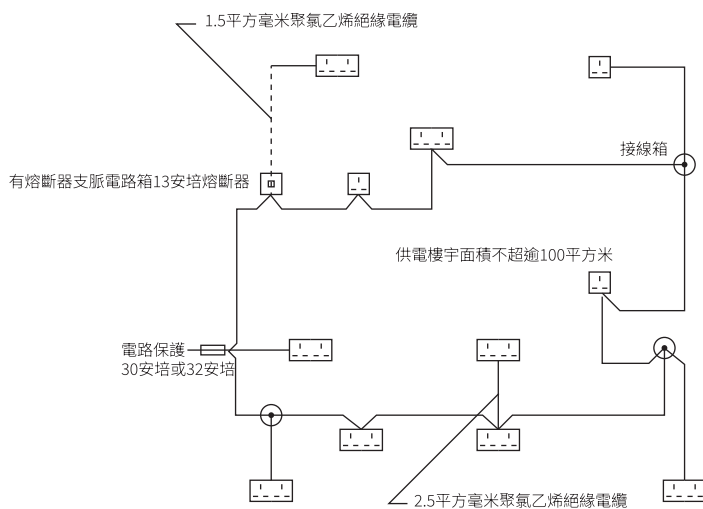 1.5平方毫米聚氯乙烯絕緣電纜
接線箱
有熔斷器支脈電路箱13安培熔斷器
供電樓宇面積不超逾100平方米
電路保護
30安培或32安培
2.5平方毫米聚氯乙烯絕緣電纜